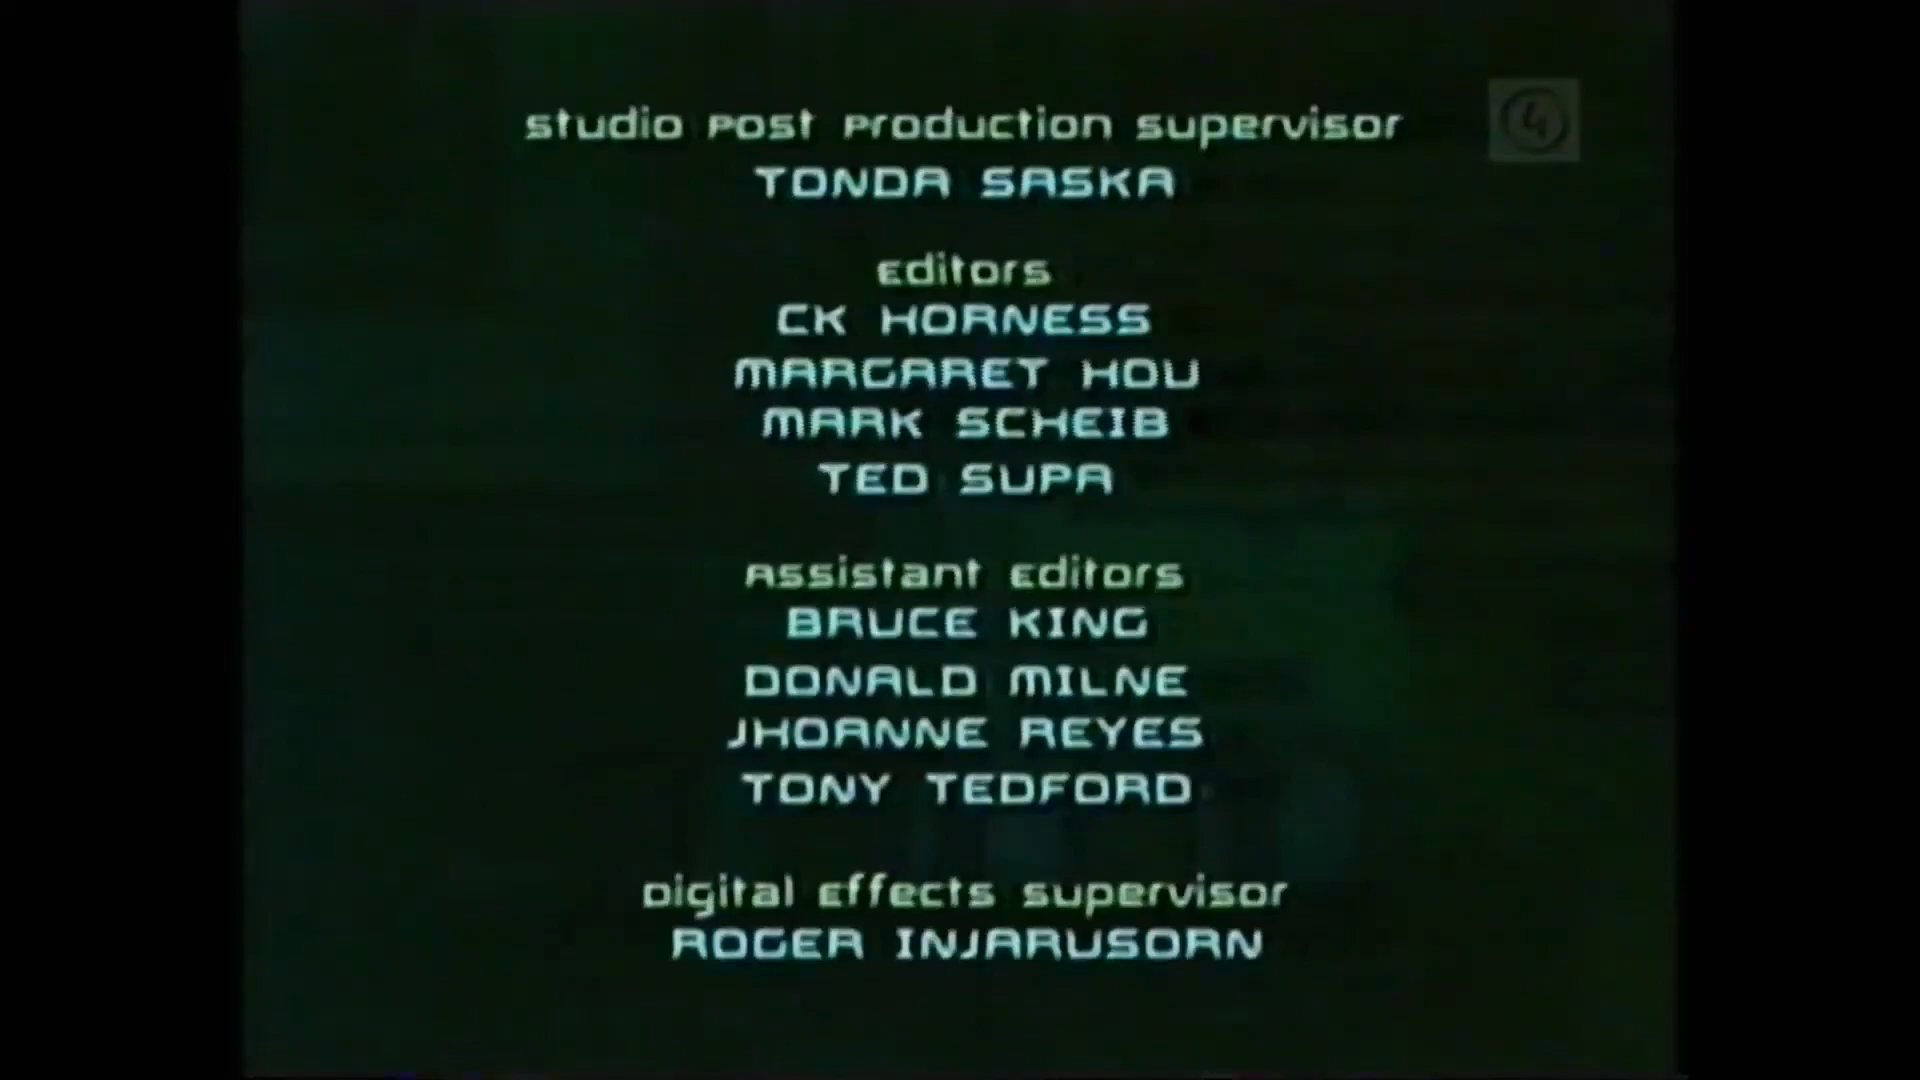 studio Post Production supervisor
TONDA SASKA
Editors
CK HORNESS
MARGARET HOU
MARK SCHEIB
TED SUPA
Assistant Editors
BRUCE KING
DONALD MILNE
JHOANNE REYES
TONY TEDFORD
Digital Effects supervisor
ROGER INJARUSORN
4